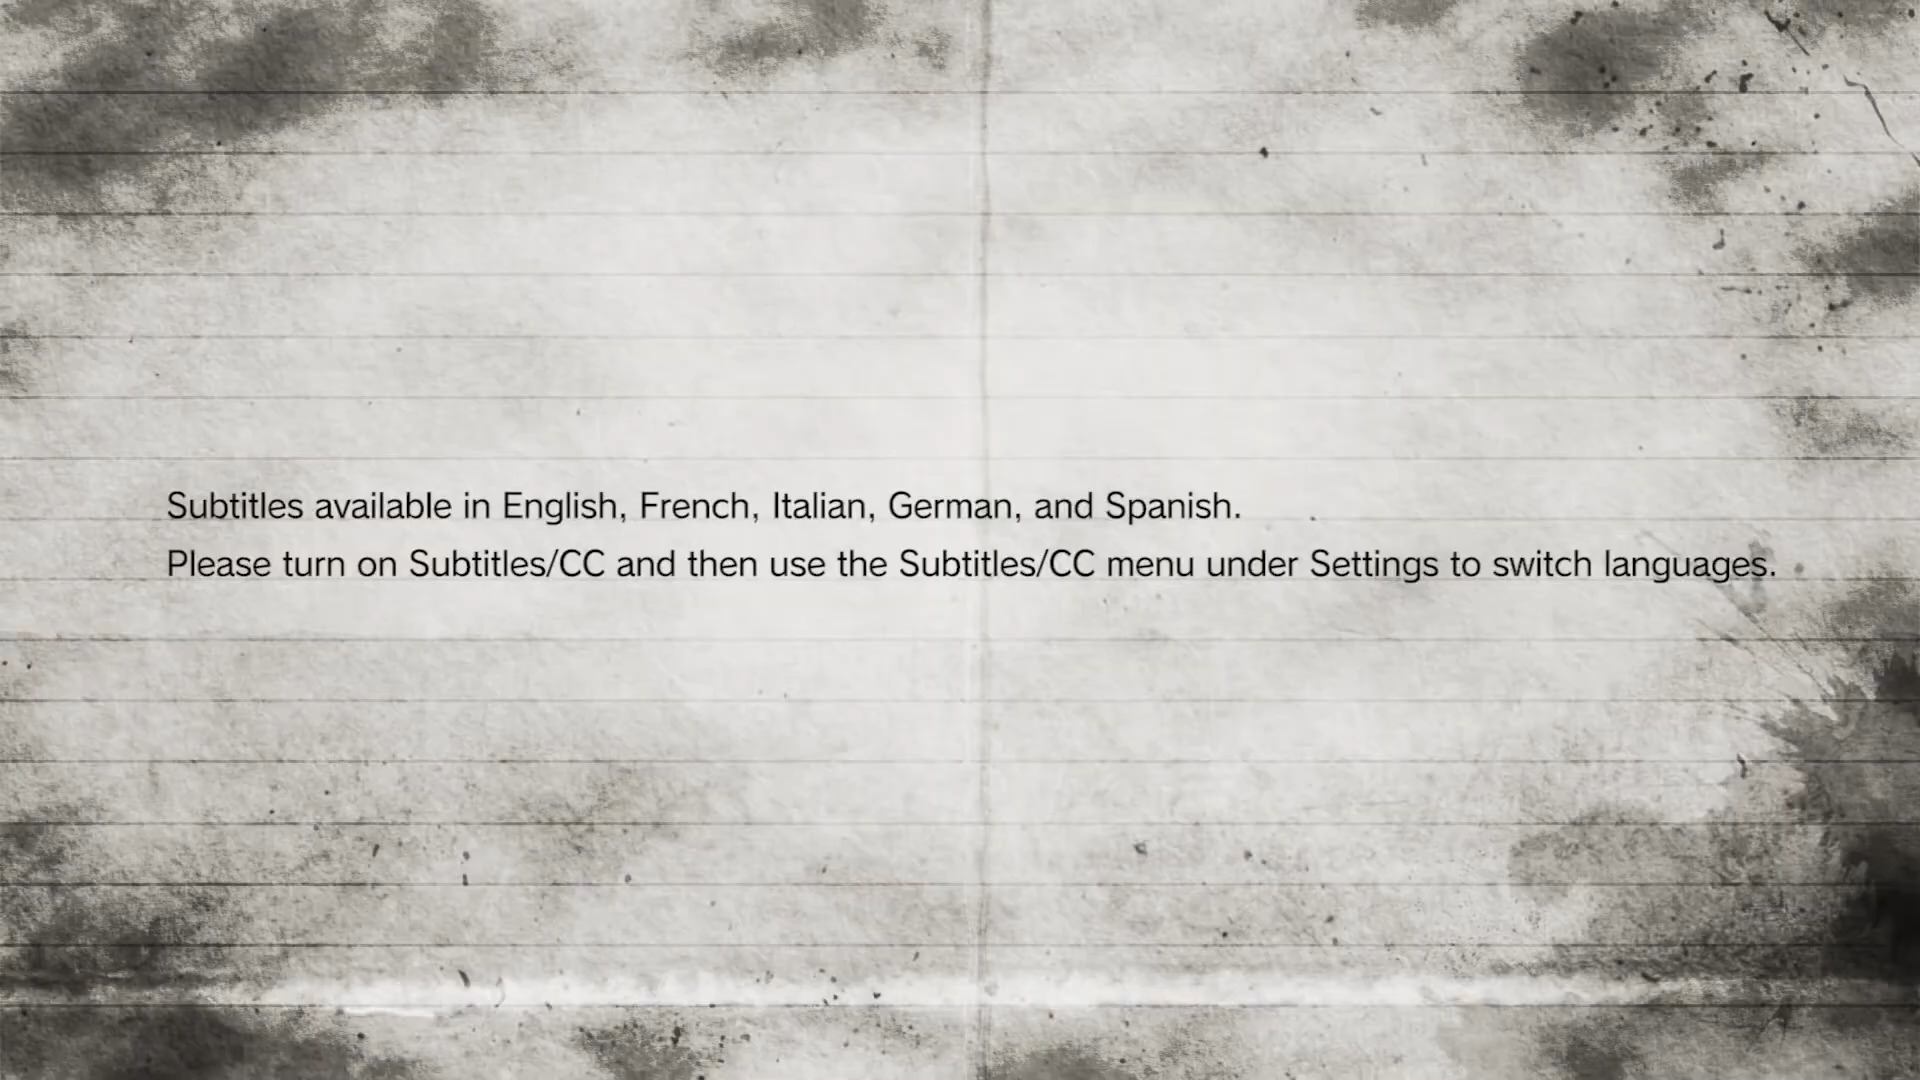 Subtitles available in English, French, Italian, German, and Spanish.
Please turn on Subtitles/CC and then use the Subtitles/CC menu under Settings to switch languages.